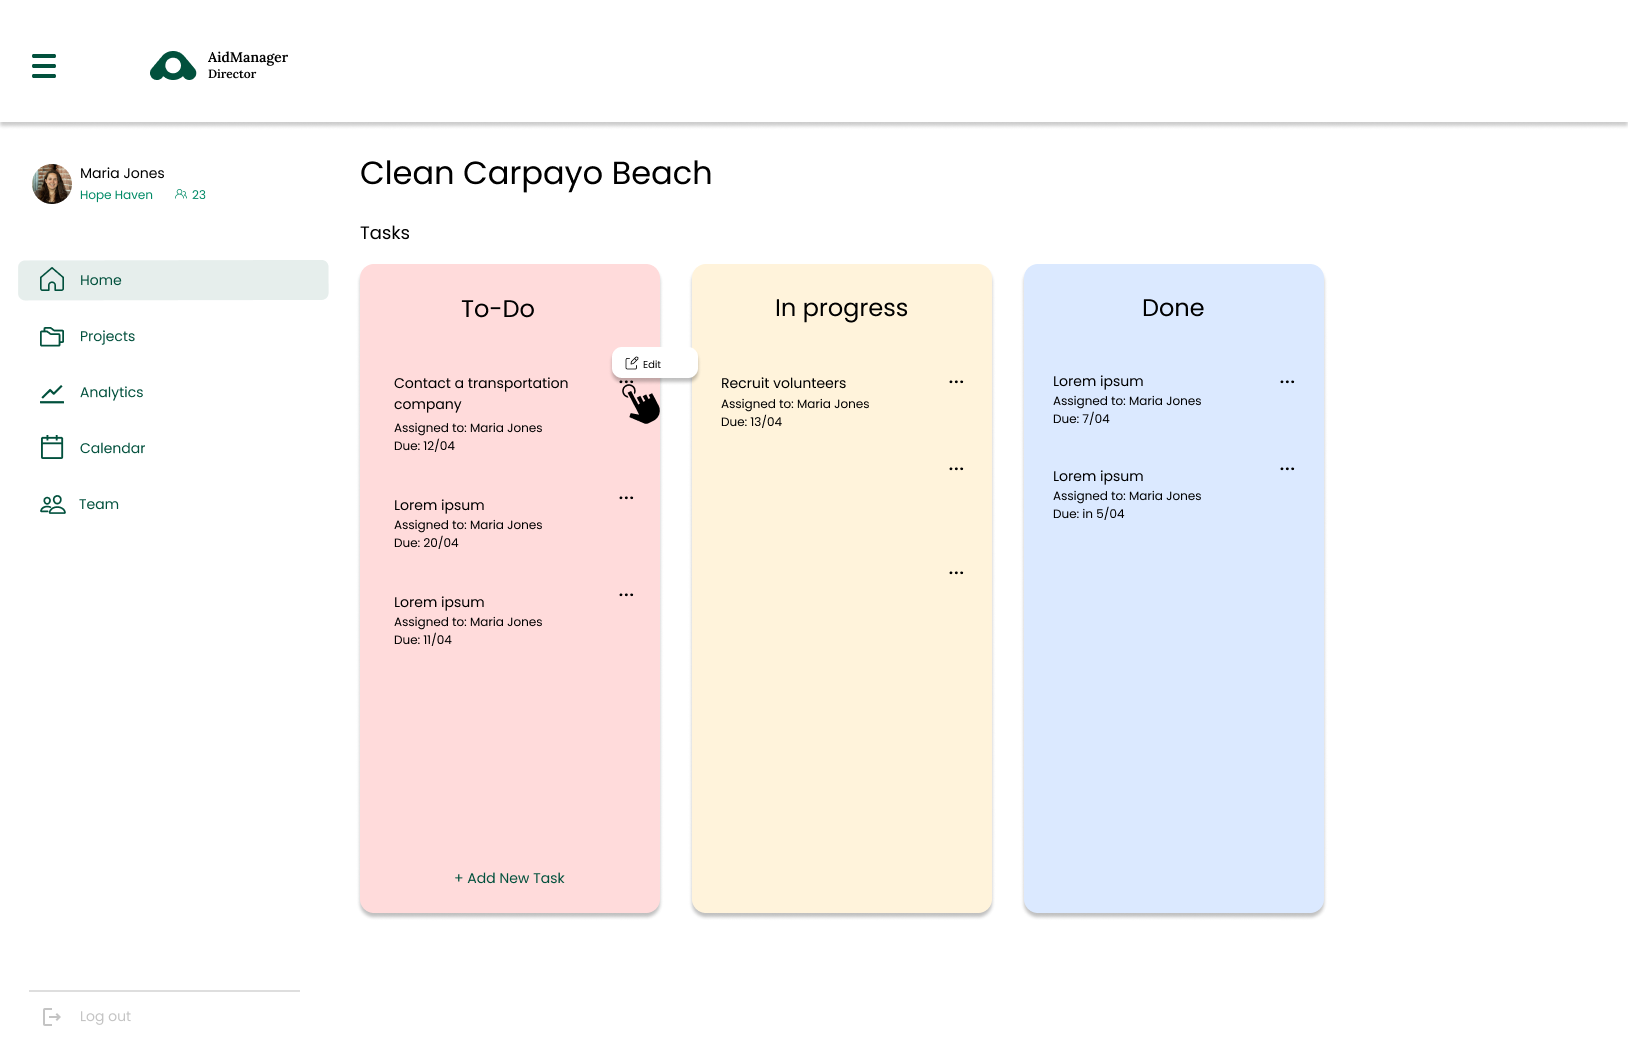 AidManager
Director
Maria Jones
Hope Haven 23
Home
Projects
Analytics
Calendar
Team
Log out
Clean Carpayo Beach
Tasks
To-Do
Edit
Contact a transportation
company
Assigned to: Maria Jones
Due: 12/04
...
Lorem ipsum
Assigned to: Maria Jones
Due: 20/04
...
Lorem ipsum
Assigned to: Maria Jones
Due: 11/04
...
+ Add New Task
In progress
Recruit volunteers
Assigned to: Maria Jones
Due: 13/04
...
...
...
Done
Lorem ipsum
Assigned to: Maria Jones
Due: 7/04
...
Lorem ipsum
Assigned to: Maria Jones
Due: in 5/04
...